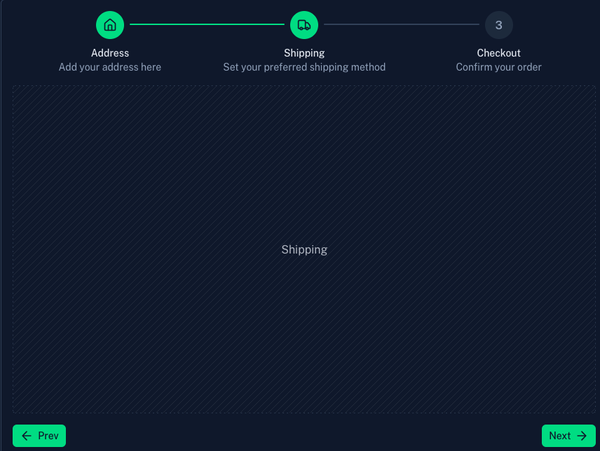 3
Address
Shipping
Checkout
Add your address here
Set your preferred shipping method
Confirm your order
Shipping
Prev
Next